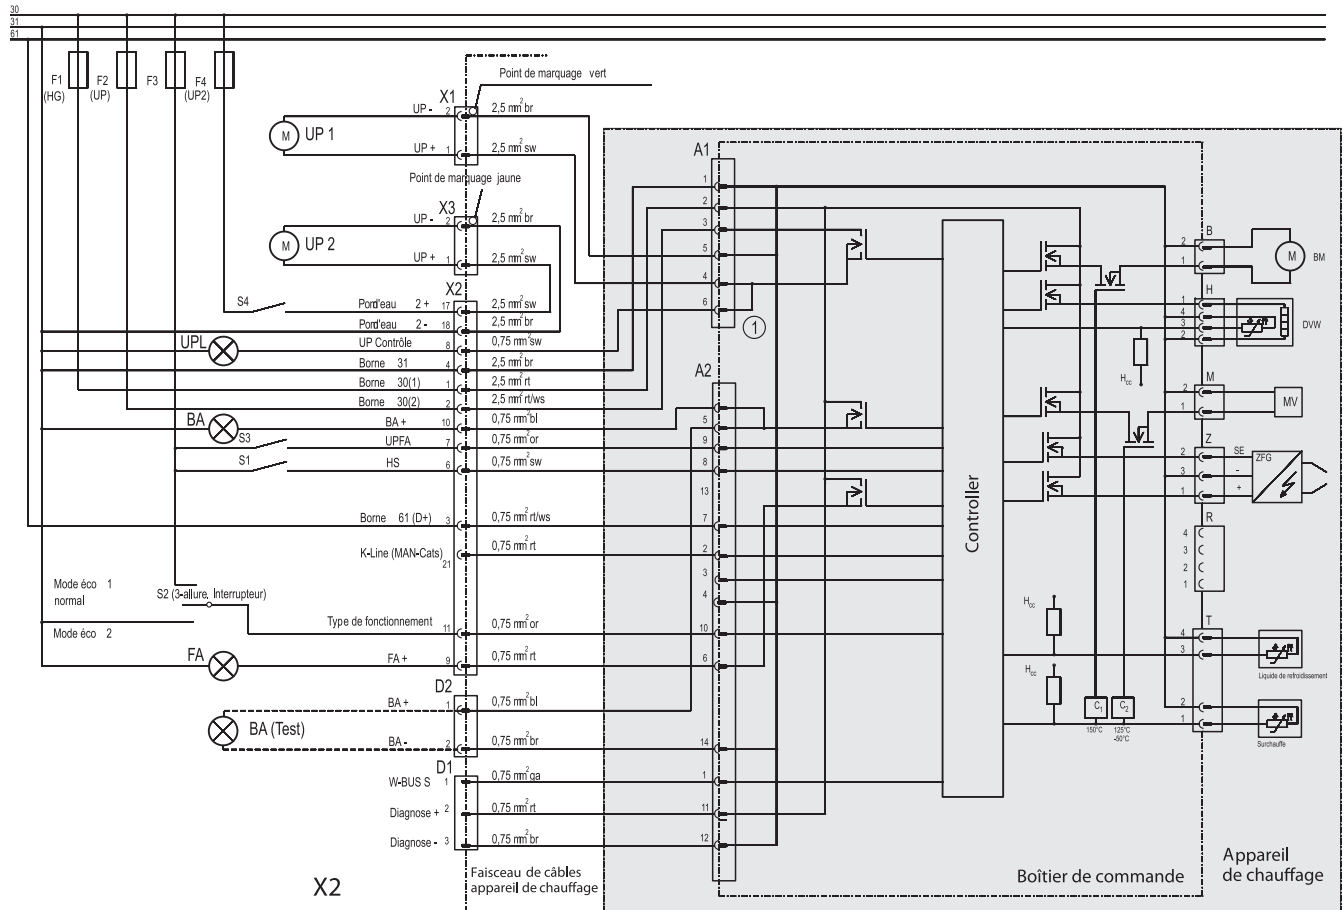 30
31
61
F1
(HG)
F2
(UP)
F3
F4
(UP2)
Point de marquage vert
X1
UP - 2
2,5 mm² br
M
UP 1
UP + 1
2,5 mm² sw
Point de marquage jaune
X3
UP - 2
2,5 mm² br
M
UP 2
UP + 1
2,5 mm² sw
X2
S4
Pord'eau 2 + 17
2,5 mm² sw
Pord'eau 2 - 18
2,5 mm² br
UPL
UP Contrôle 8
0,75 mm² sw
Borne 31 4
2,5 mm² br
Borne 30(1) 1
2,5 mm² rt
Borne 30(2) 2
2,5 mm² rt/ws
BA
BA + 10
0,75 mm² bl
S3
UPFA 7
0,75 mm² or
S1
HS 6
0,75 mm² sw
Borne 61 (D+) 3
0,75 mm² rt/ws
K-Line (MAN-Cats)
21
0,75 mm² rt
Mode éco 1
normal
S2 (3-allure, Interrupteur)
Mode éco 2
Type de fonctionnement 11
0,75 mm² or
FA
FA + 9
0,75 mm² rt
D2
BA + 1
0,75 mm² bl
BA (Test)
BA - 2
0,75 mm² br
D1
W-BUS S 1
0,75 mm² ga
Diagnose + 2
0,75 mm² rt
Diagnose - 3
0,75 mm² br
X2
Faisceau de câbles
appareil de chauffage
A1
1
2
3
5
4
6
1
A2
5
9
8
13
7
2
3
4
10
6
14
1
11
12
Controller
B
2
1
M
BM
H
1
4
3
2
DVW
Hcc
M
2
1
MV
Z
2
SE
ZFG
3
-
1
+
R
4
3
2
1
Hcc
T
4
3
Liquide de refroidissement
Hcc
C1
150°C
C2
125°C
-50°C
2
1
Surchauffe
Boîtier de commande
Appareil
de chauffage